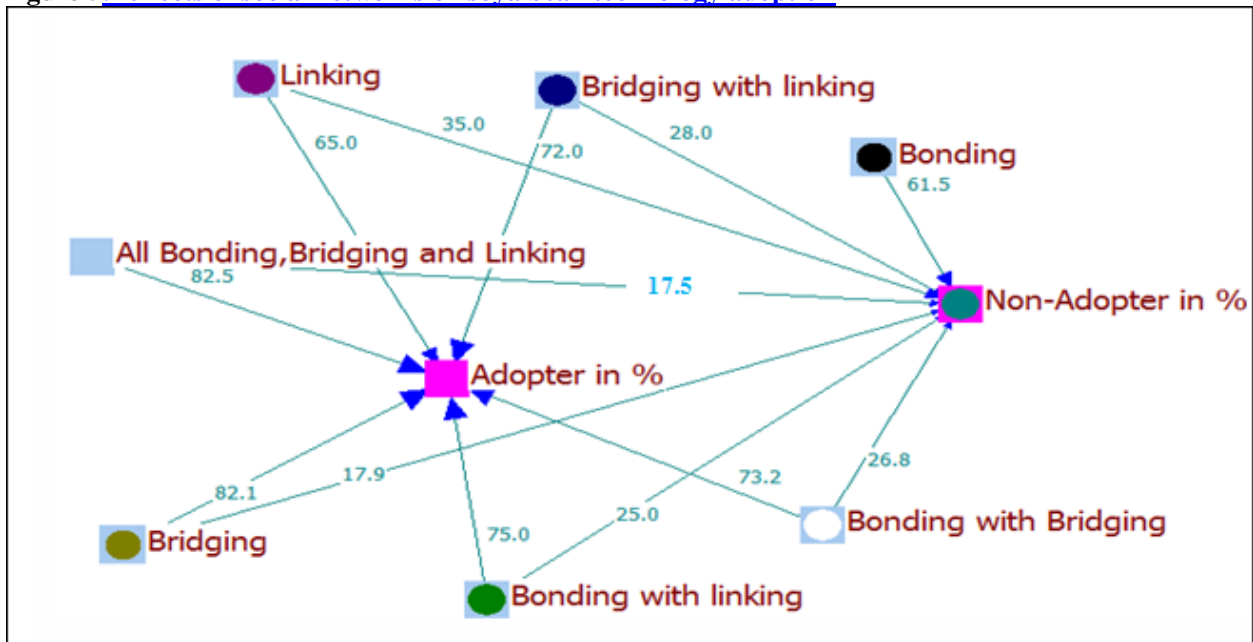 Linking
Bridging with linking
35.0
28.0
65.0
72.0
Bonding
61.5
All Bonding,Bridging and Linking
82.5
17.5
Non-Adopter in %
Adopter in %
82.1
17.9
73.2
26.8
75.0
25.0
Bridging
Bonding with Bridging
Bonding with linking